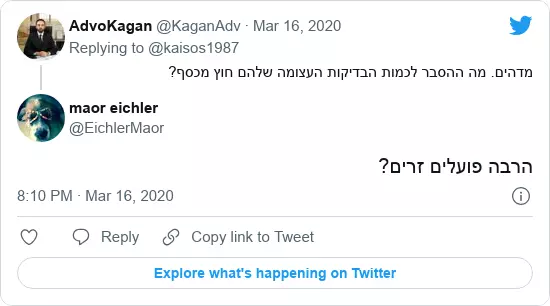 AdvoKagan @KaganAdv · Mar 16, 2020
Replying to @kaisos1987
מדהים. מה ההסבר לכמות הבדיקות העצומה שלהם חוץ מכסף?
maor eichler
@EichlerMaor
הרבה פועלים זרים?
8:10 PM · Mar 16, 2020
Reply
Copy link to Tweet
Explore what's happening on Twitter